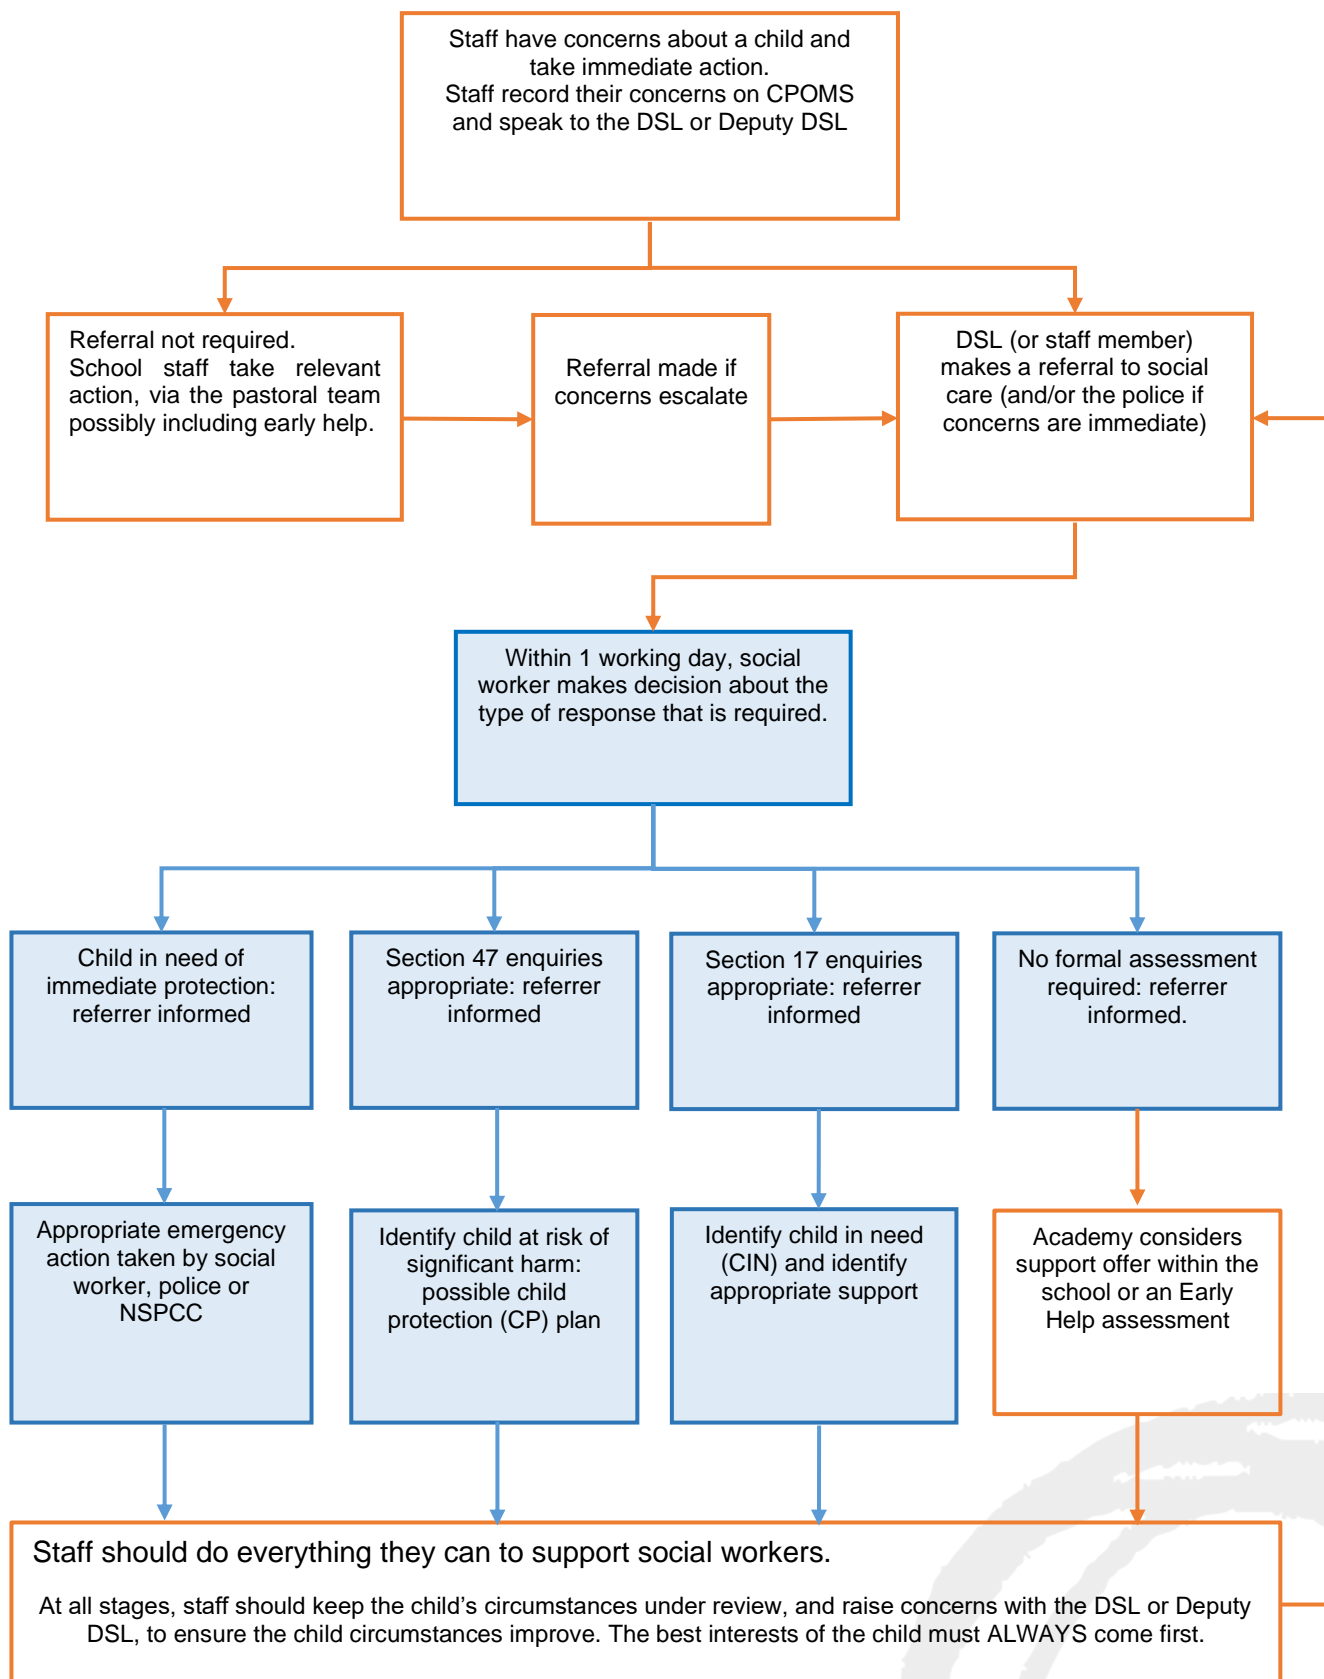 Staff have concerns about a child and
take immediate action.
Staff record their concerns on CPOMS
and speak to the DSL or Deputy DSL
Referral not required.
School staff take relevant
action, via the pastoral team
possibly including early help.
Referral made if
concerns escalate
DSL (or staff member)
makes a referral to social
care (and/or the police if
concerns are immediate)
Within 1 working day, social
worker makes decision about the
type of response that is required.
Child in need of
immediate protection:
referrer informed
Section 47 enquiries
appropriate: referrer
informed
Section 17 enquiries
appropriate: referrer
informed
No formal assessment
required: referrer
informed.
Appropriate emergency
action taken by social
worker, police or
NSPCC
Identify child at risk of
significant harm:
possible child
protection (CP) plan
Identify child in need
(CIN) and identify
appropriate support
Academy considers
support offer within the
school or an Early
Help assessment
Staff should do everything they can to support social workers.
At all stages, staff should keep the child’s circumstances under review, and raise concerns with the DSL or Deputy
DSL, to ensure the child circumstances improve. The best interests of the child must ALWAYS come first.